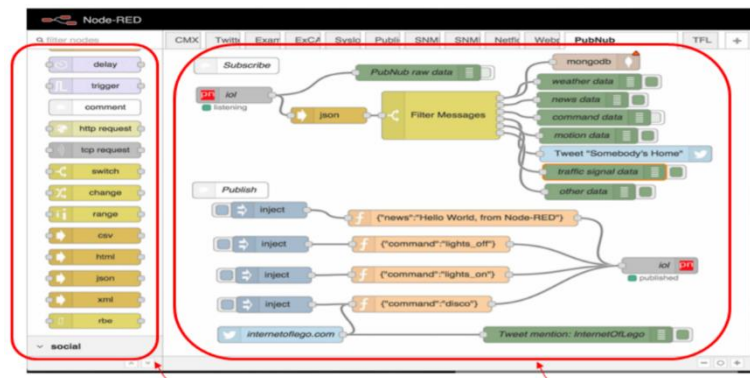 Node-RED
filter nodes
CMX
Twitt
Exam
ExCA
Syslo
Publi
SNM
SNMI
Netfl
Webs
PubNub
TFL
+
delay
trigger
comment
http request
tcp request
switch
change
range
csv
html
json
xml
rbe
social
Subscribe
PubNub raw data
mongodb
iol
listening
json
Filter Messages
weather data
news data
command data
motion data
Tweet "Somebody's Home"
traffic signal data
other data
Publish
inject
{"news":"Hello World, from Node-RED"}
inject
{"command":"lights_off"}
inject
{"command":"lights_on"}
iol
published
inject
{"command":"disco"}
internetoflego.com
Tweet mention: InternetOfLego